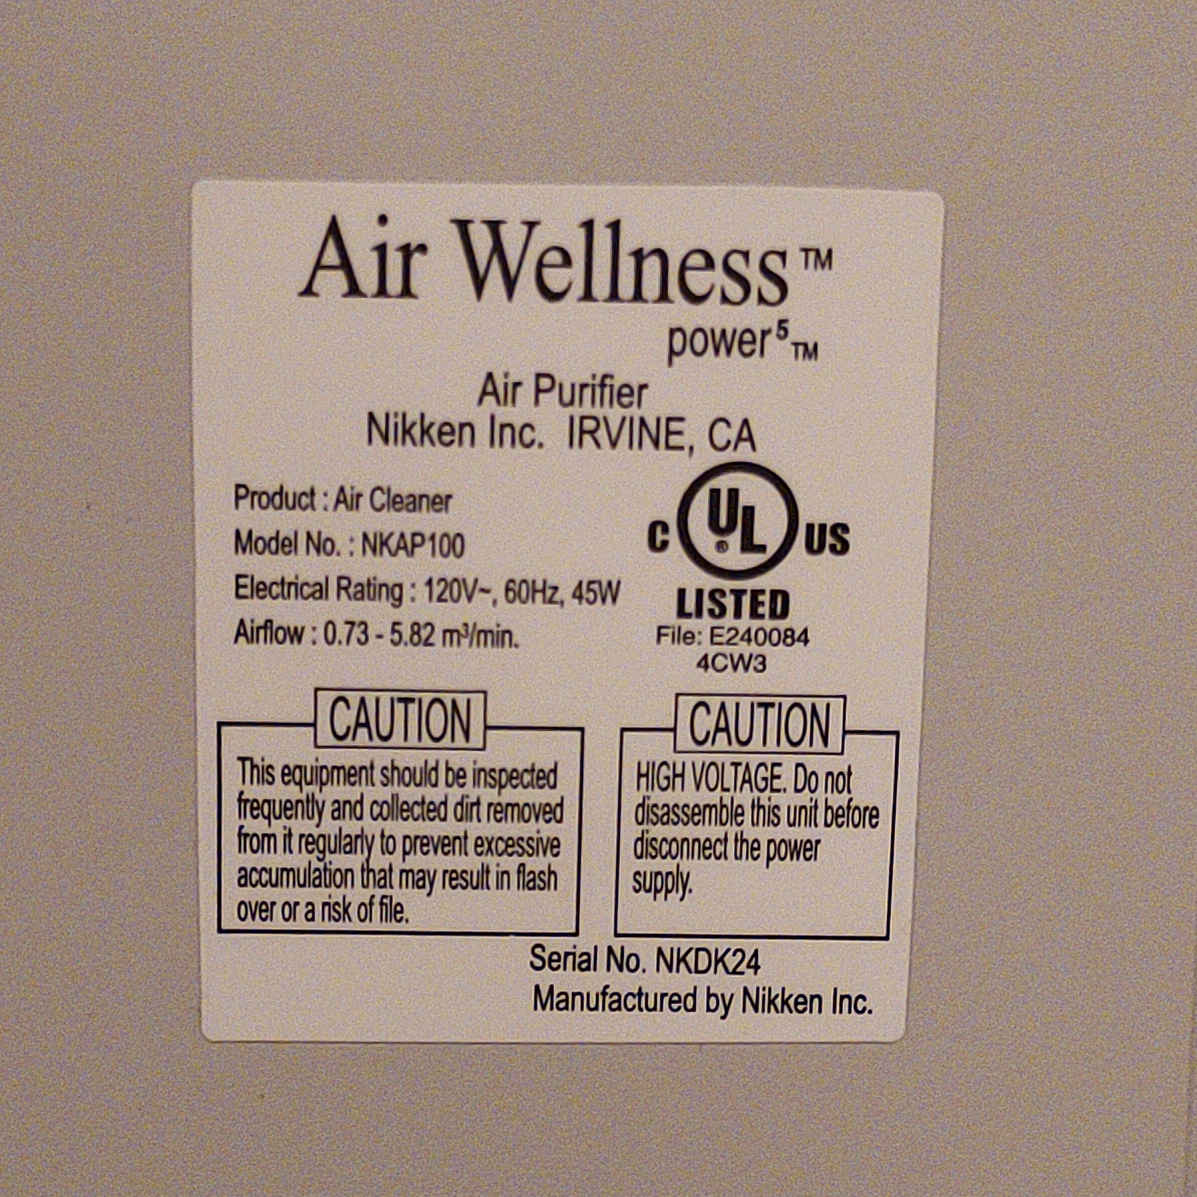 Air Wellness™
power⁵™
Air Purifier
Nikken Inc. IRVINE, CA
Product : Air Cleaner
Model No. : NKAP100
Electrical Rating : 120V~, 60Hz, 45W
Airflow : 0.73 - 5.82 m³/min.
C UL® US
LISTED
File: E240084
4CW3
CAUTION
This equipment should be inspected
frequently and collected dirt removed
from it regularly to prevent excessive
accumulation that may result in flash
over or a risk of file.
CAUTION
HIGH VOLTAGE. Do not
disassemble this unit before
disconnect the power
supply.
Serial No. NKDK24
Manufactured by Nikken Inc.